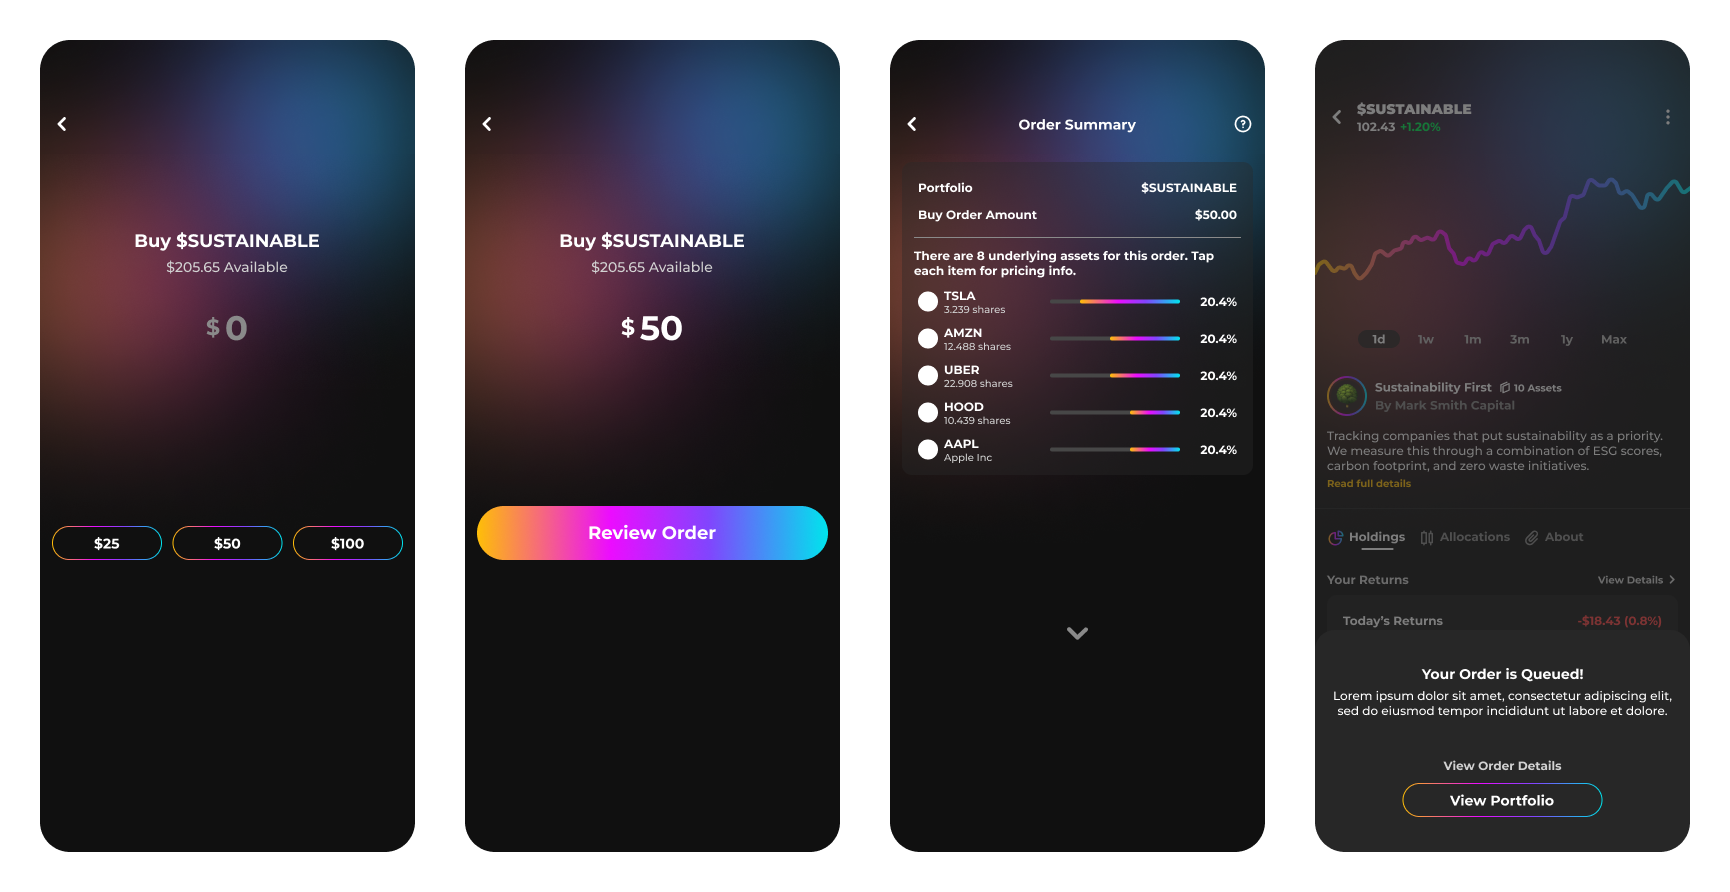 Buy $SUSTAINABLE
$205.65 Available
$ 0
$25 $50 $100
Buy $SUSTAINABLE
$205.65 Available
$ 50
Review Order
Order Summary
Portfolio $SUSTAINABLE
Buy Order Amount $50.00
There are 8 underlying assets for this order. Tap
each item for pricing info.
TSLA
3.239 shares
20.4%
AMZN
12.488 shares
20.4%
UBER
22.908 shares
20.4%
HOOD
10.439 shares
20.4%
AAPL
Apple Inc
20.4%
$SUSTAINABLE
102.43 +1.20%
1d 1w 1m 3m 1y Max
Sustainability First 10 Assets
By Mark Smith Capital
Tracking companies that put sustainability as a priority.
We measure this through a combination of ESG scores,
carbon footprint, and zero waste initiatives.
Read full details
Holdings Allocations About
Your Returns View Details
Today's Returns -$18.43 (0.8%)
Your Order is Queued!
Lorem ipsum dolor sit amet, consectetur adipiscing elit,
sed do eiusmod tempor incididunt ut labore et dolore.
View Order Details
View Portfolio